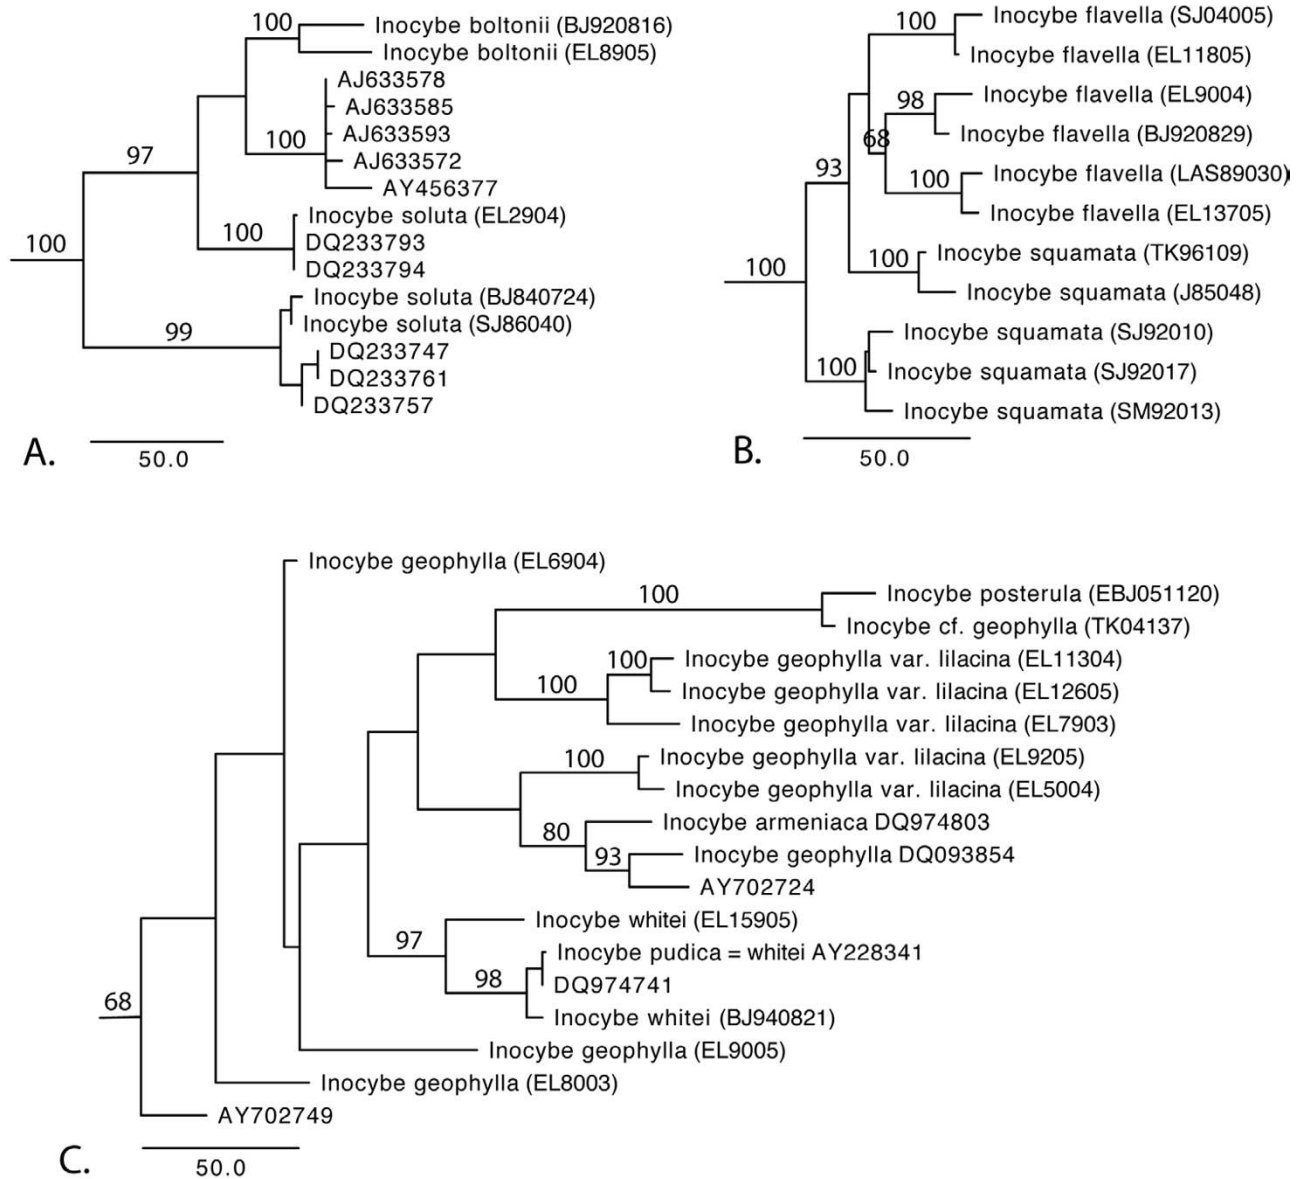 100
Inocybe boltonii (BJ920816)
Inocybe boltonii (EL8905)
AJ633578
AJ633585
AJ633593
100
AJ633572
97
AY456377
Inocybe soluta (EL2904)
100
DQ233793
100
DQ233794
Inocybe soluta (BJ840724)
99
Inocybe soluta (SJ86040)
DQ233747
DQ233761
DQ233757
A.
50.0
100
Inocybe flavella (SJ04005)
Inocybe flavella (EL11805)
98
Inocybe flavella (EL9004)
68
Inocybe flavella (BJ920829)
93
100
Inocybe flavella (LAS89030)
Inocybe flavella (EL13705)
100
Inocybe squamata (TK96109)
100
Inocybe squamata (J85048)
Inocybe squamata (SJ92010)
100
Inocybe squamata (SJ92017)
Inocybe squamata (SM92013)
B.
50.0
Inocybe geophylla (EL6904)
100
Inocybe posterula (EBJ051120)
Inocybe cf. geophylla (TK04137)
100
Inocybe geophylla var. lilacina (EL11304)
100
Inocybe geophylla var. lilacina (EL12605)
Inocybe geophylla var. lilacina (EL7903)
100
Inocybe geophylla var. lilacina (EL9205)
Inocybe geophylla var. lilacina (EL5004)
80
Inocybe armeniaca DQ974803
93
Inocybe geophylla DQ093854
AY702724
Inocybe whitei (EL15905)
97
Inocybe pudica = whitei AY228341
98
DQ974741
68
Inocybe whitei (BJ940821)
Inocybe geophylla (EL9005)
Inocybe geophylla (EL8003)
AY702749
C.
50.0